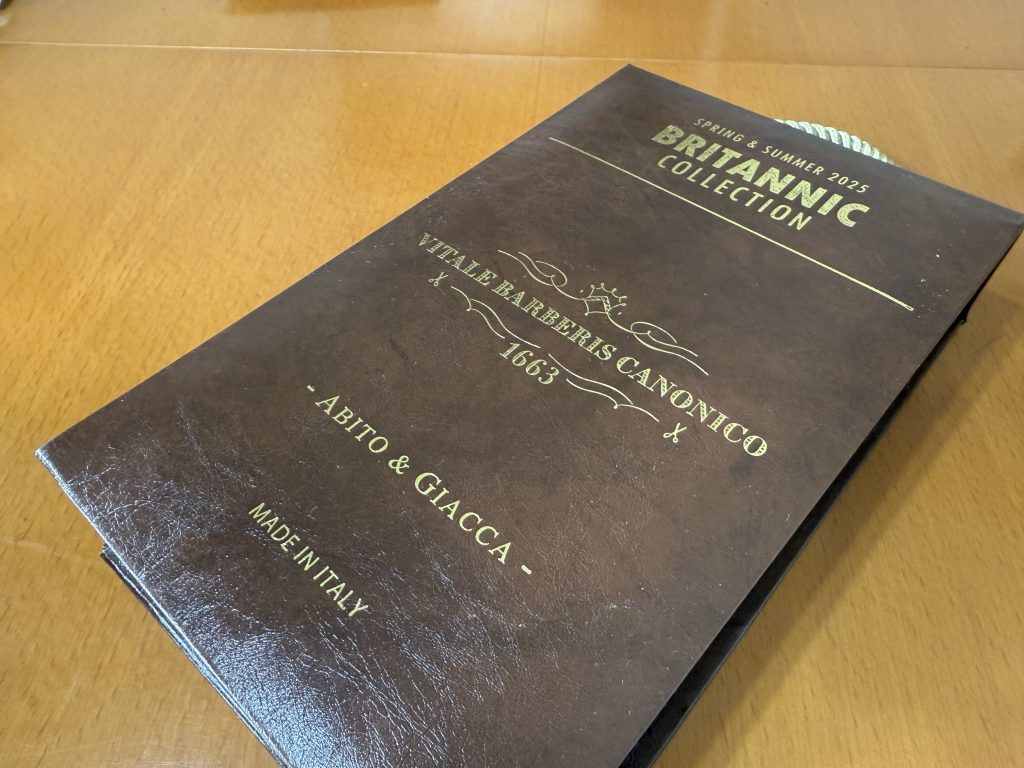 SPRING & SUMMER 2025
BRITANNIC
COLLECTION
VITALE BARBERIS CANONICO
1663
- ABITO & GIACCA -
MADE IN ITALY